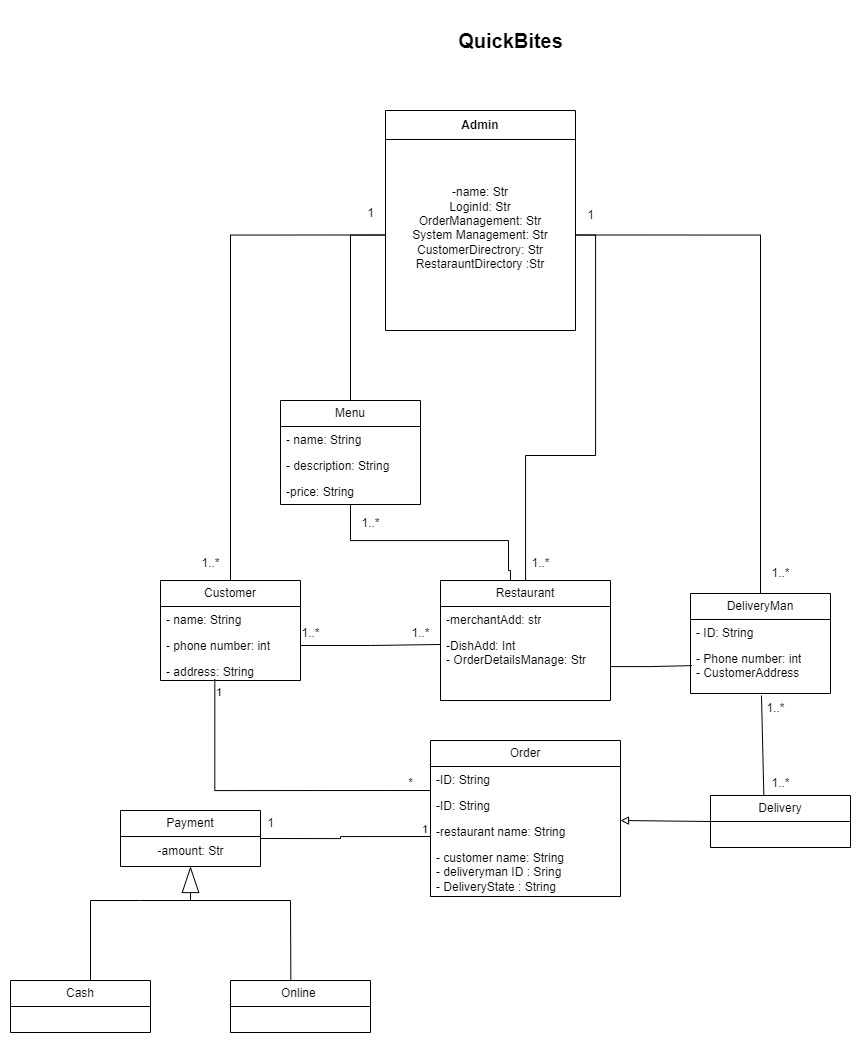 QuickBites
Admin
-name: Str
LoginId: Str
OrderManagement: Str
System Management: Str
CustomerDirectrory: Str
RestarauntDirectory :Str
1
1
Menu
- name: String
- description: String
-price: String
1..*
1..*
1..*
1..*
Customer
- name: String
- phone number: int
- address: String
1..*
1..*
Restaurant
-merchantAdd: str
-DishAdd: Int
- OrderDetailsManage: Str
DeliveryMan
- ID: String
- Phone number: int
- CustomerAddress
1
1..*
1..*
*
Order
-ID: String
-ID: String
-restaurant name: String
- customer name: String
- deliveryman ID : Sring
- DeliveryState : String
Delivery
Payment
-amount: Str
1
1
Cash
Online